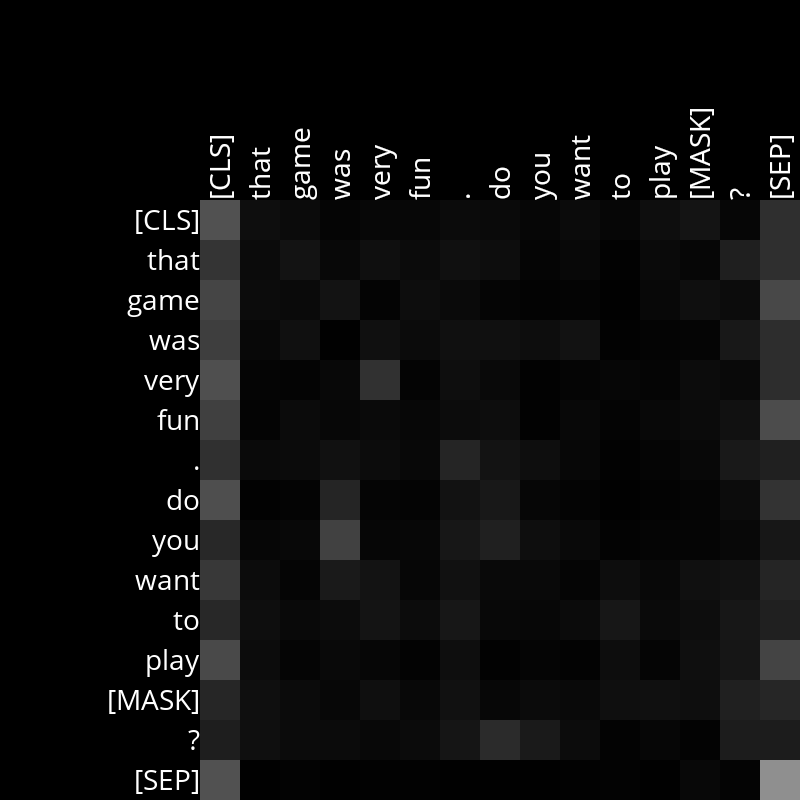 [CLS] that game was very fun . do you want to play [MASK] ? [SEP]
[CLS]
that
game
was
very
fun
.
do
you
want
to
play
[MASK]
?
[SEP]